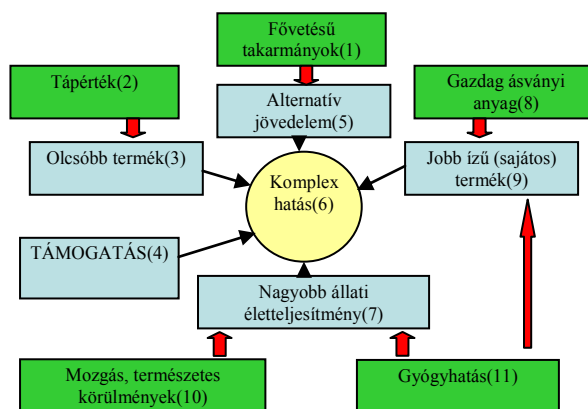 Fővetésű
takarmányok(1)
Tápérték(2)
Gazdag ásványi
anyag(8)
Alternatív
jövedelem(5)
Olcsóbb termék(3)
Komplex
hatás(6)
Jobb ízű (sajátos)
termék(9)
TÁMOGATÁS(4)
Nagyobb állati
életteljesítmény(7)
Mozgás, természetes
körülmények(10)
Gyógyhatás(11)